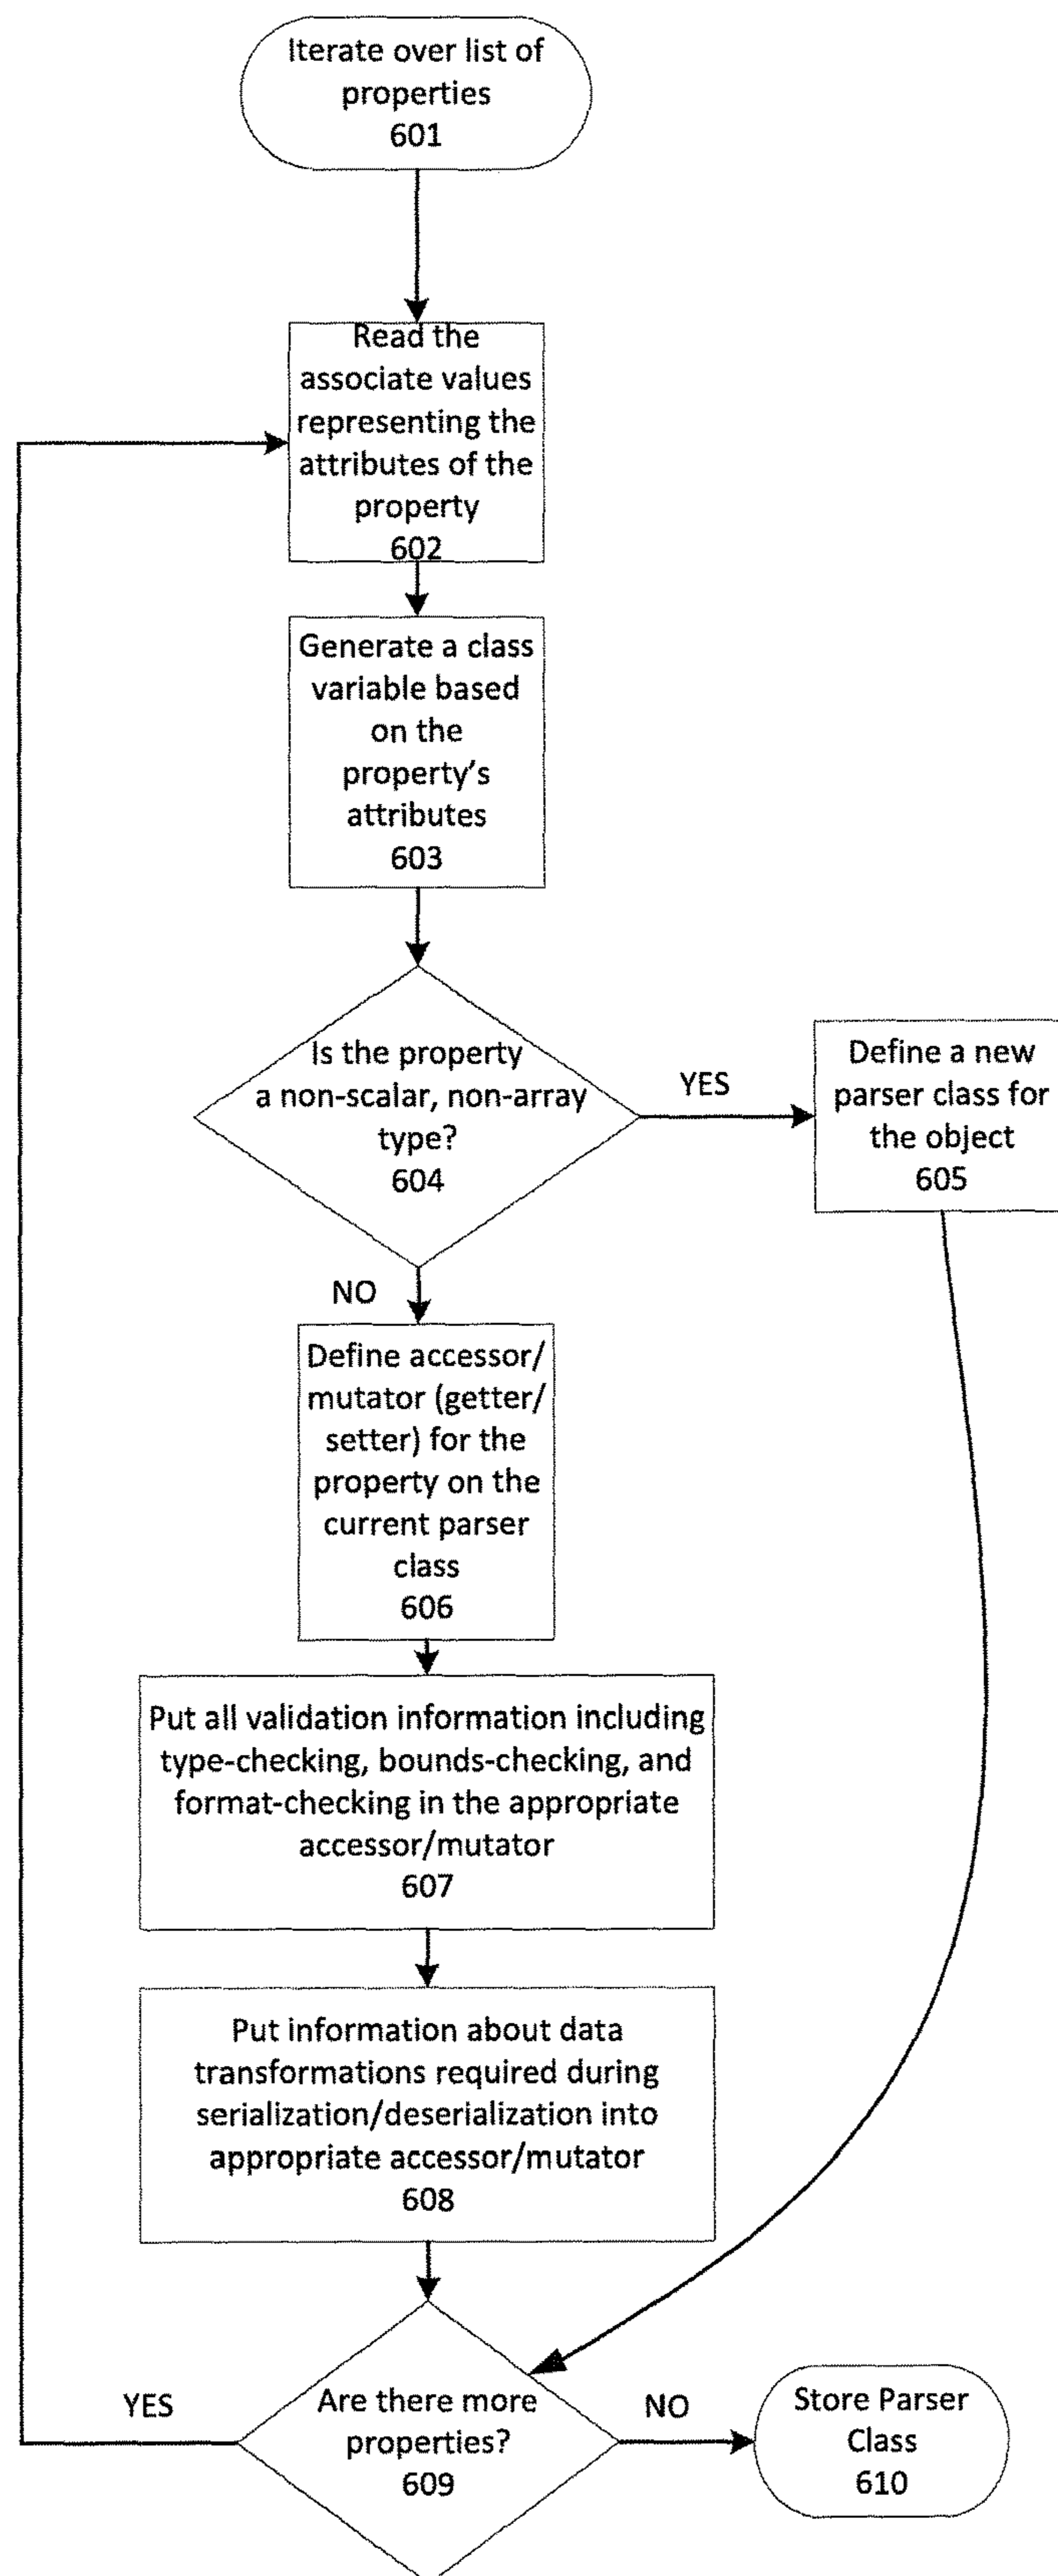 Iterate over list of
properties
601
Read the
associate values
representing the
attributes of the
property
602
Generate a class
variable based
on the
property's
attributes
603
Is the property
a non-scalar, non-array
type?
604
YES
Define a new
parser class for
the object
605
NO
Define accessor/
mutator (getter/
setter) for the
property on the
current parser
class
606
Put all validation information including
type-checking, bounds-checking, and
format-checking in the appropriate
accessor/mutator
607
Put information about data
transformations required during
serialization/deserialization into
appropriate accessor/mutator
608
YES
Are there more
properties?
609
NO
Store Parser
Class
610